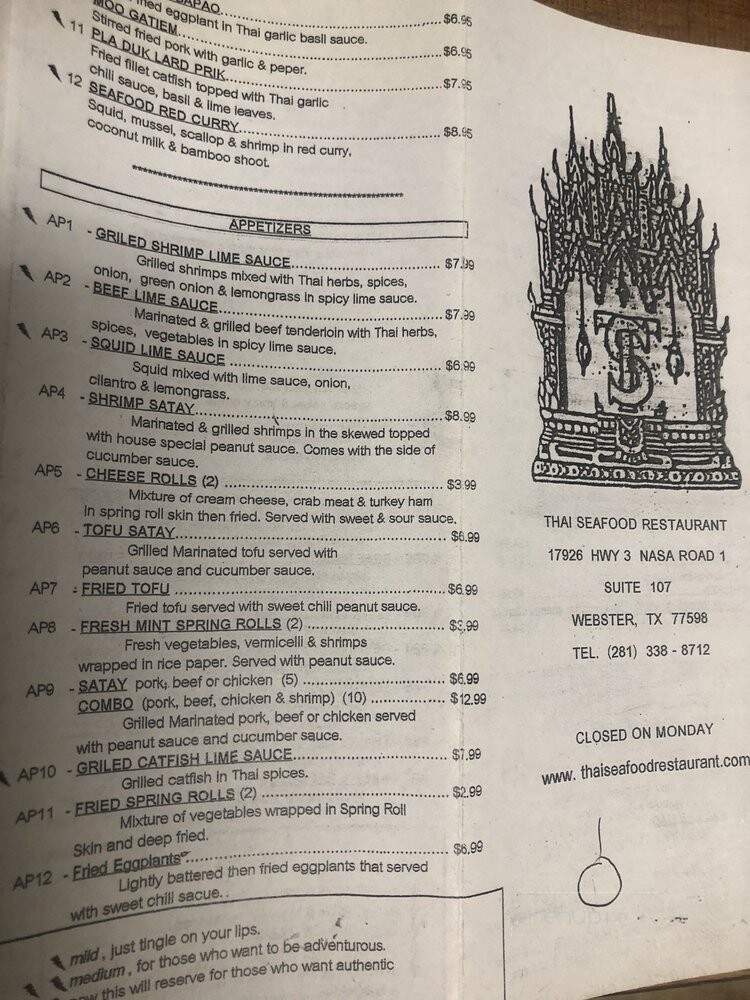 fried eggplant in Thai garlic basil sauce.
MOO GATIEM.......... $6.95
Stirred fried pork with garlic & peper.
11 PLA DUK LARD PRIK.......... $7.95
Fried fillet catfish topped with Thai garlic
chili sauce, basil & lime leaves.
12 SEAFOOD RED CURRY.......... $8.95
Squid, mussel, scallop & shrimp in red curry,
coconut milk & bamboo shoot.
****************************************
APPETIZERS
AP1 - GRILED SHRIMP LIME SAUCE.......... $7.99
Grilled shrimps mixed with Thai herbs, spices,
onion, green onion & lemongrass in spicy lime sauce.
AP2 - BEEF LIME SAUCE.......... $7.99
Marinated & grilled beef tenderloin with Thai herbs,
spices, vegetables in spicy lime sauce.
AP3 - SQUID LIME SAUCE .......... $6.99
Squid mixed with lime sauce, onion,
cilantro & lemongrass.
AP4 - SHRIMP SATAY.......... $8.99
Marinated & grilled shrimps in the skewed topped
with house special peanut sauce. Comes with the side of
cucumber sauce.
AP5 - CHEESE ROLLS (2) .......... $3.99
Mixture of cream cheese, crab meat & turkey ham
in spring roll skin then fried. Served with sweet & sour sauce.
AP6 - TOFU SATAY.......... $6.99
Grilled Marinated tofu served with
peanut sauce and cucumber sauce.
AP7 - FRIED TOFU .......... $6.99
Fried tofu served with sweet chili peanut sauce.
AP8 - FRESH MINT SPRING ROLLS (2) .......... $3.99
Fresh vegetables, vermicelli & shrimps
wrapped in rice paper. Served with peanut sauce.
AP9 - SATAY pork, beef or chicken (5) .......... $6.99
COMBO (pork, beef, chicken & shrimp) (10) .......... $12.99
Grilled Marinated pork, beef or chicken served
with peanut sauce and cucumber sauce.
AP10 - GRILED CATFISH LIME SAUCE.......... $7.99
Grilled catfish in Thai spices.
AP11 - FRIED SPRING ROLLS (2) .......... $2.99
Mixture of vegetables wrapped in Spring Roll
Skin and deep fried.
AP12 - Fried Eggplants.......... $6.99
Lightly battered then fried eggplants that served
with sweet chili sacue..
mild, just tingle on your lips.
medium, for those who want to be adventurous.
this will reserve for those who want authentic
TS
THAI SEAFOOD RESTAURANT
17926 HWY 3 NASA ROAD 1
SUITE 107
WEBSTER, TX 77598
TEL. (281) 338 - 8712
CLOSED ON MONDAY
www. thaiseafoodrestaurant.com